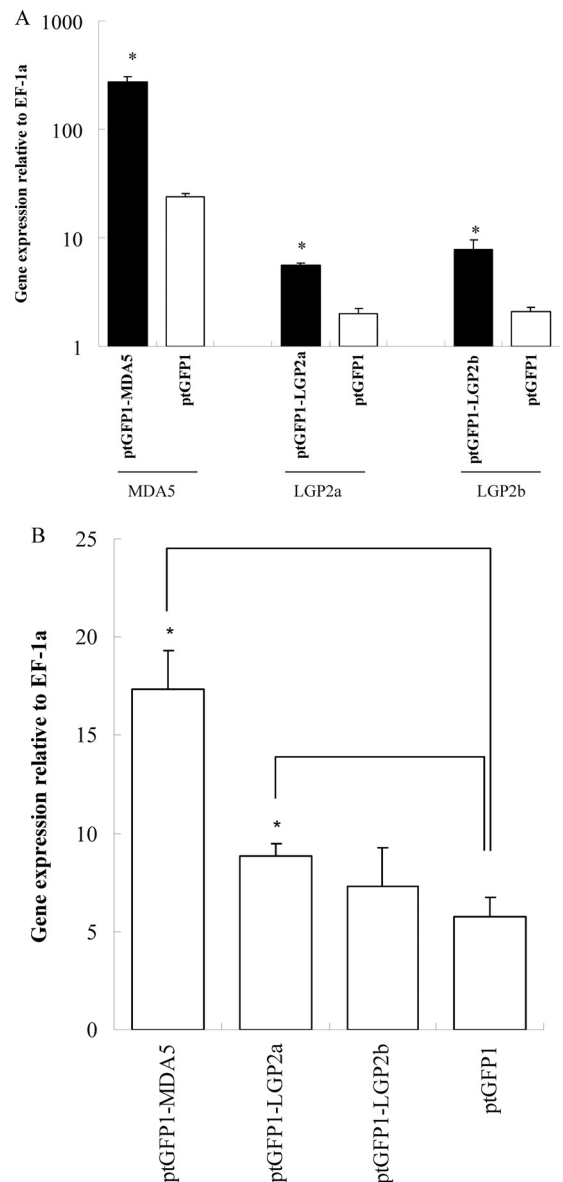 A
Gene expression relative to EF-1a
1000
100
10
1
*
*
*
ptGFP1-MDA5
ptGFP1
ptGFP1-LGP2a
ptGFP1
ptGFP1-LGP2b
ptGFP1
MDA5
LGP2a
LGP2b
B
Gene expression relative to EF-1a
25
20
15
10
5
0
*
*
ptGFP1-MDA5
ptGFP1-LGP2a
ptGFP1-LGP2b
ptGFP1